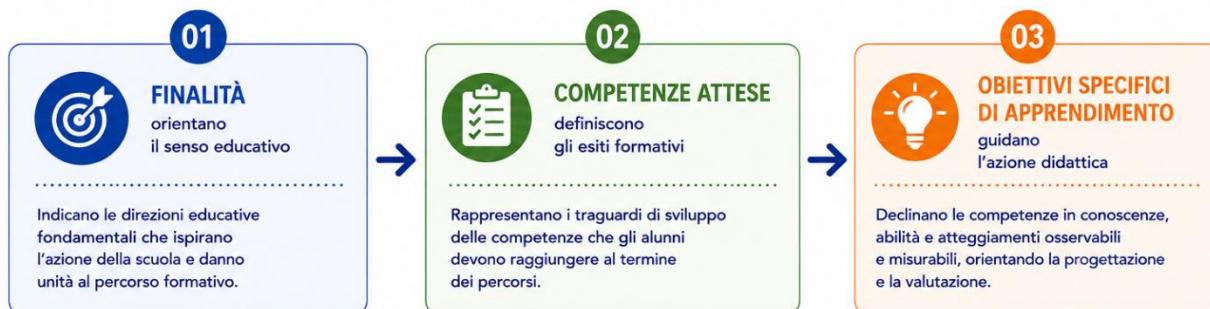 01
FINALITÀ
orientano
il senso educativo
Indicano le direzioni educative
fondamentali che ispirano
l'azione della scuola e danno
unità al percorso formativo.
02
COMPETENZE ATTESE
definiscono
gli esiti formativi
Rappresentano i traguardi di sviluppo
delle competenze che gli alunni
devono raggiungere al termine
dei percorsi.
03
OBIETTIVI SPECIFICI
DI APPRENDIMENTO
guidano
l'azione didattica
Declinano le competenze in conoscenze,
abilità e atteggiamenti osservabili
e misurabili, orientando la progettazione
e la valutazione.